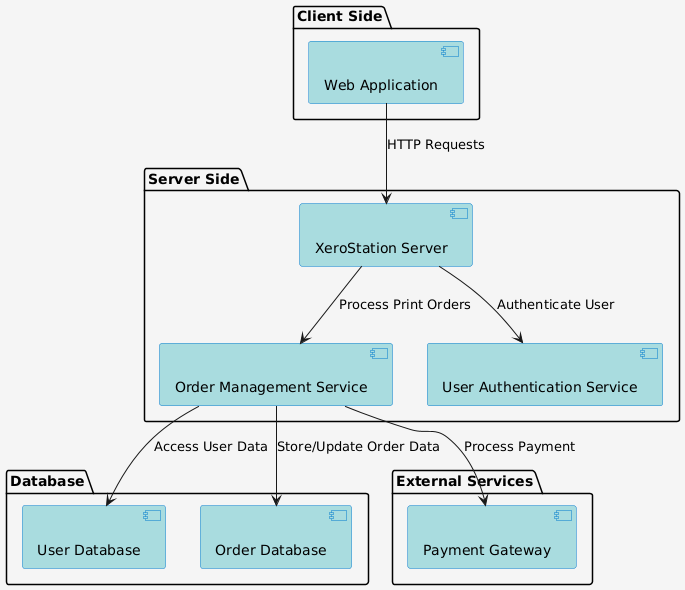 Client Side
Web Application
HTTP Requests
Server Side
XeroStation Server
Process Print Orders
Authenticate User
Order Management Service
User Authentication Service
Access User Data
Store/Update Order Data
Process Payment
Database
External Services
User Database
Order Database
Payment Gateway